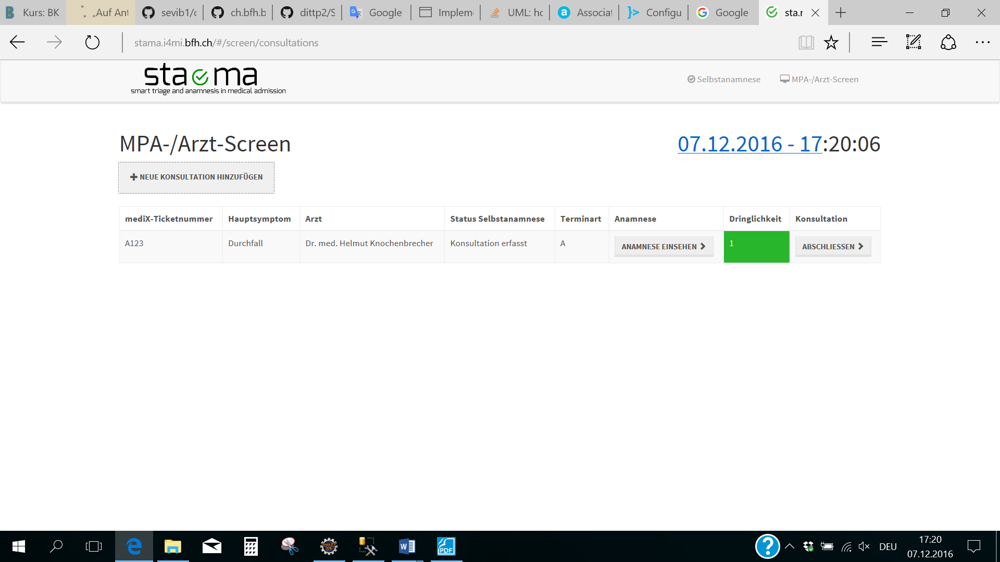 Kurs: BK
„Auf Ant
sevib1/c
ch.bfh.b
dittp2/S
Google
Implem
UML: ho
Associat
Configu
Google
sta.r
stama.i4mi.bfh.ch/#/screen/consultations
sta ma
smart triage and anamnesis in medical admission
Selbstanamnese
MPA-/Arzt-Screen
MPA-/Arzt-Screen
07.12.2016 - 17:20:06
NEUE KONSULTATION HINZUFÜGEN
mediX-Ticketnummer Hauptsymptom Arzt Status Selbstanamnese Terminart Anamnese Dringlichkeit Konsultation
A123 Durchfall Dr. med. Helmut Knochenbrecher Konsultation erfasst A ANAMNESE EINSEHEN 1 ABSCHLIESSEN
DEU
17:20
07.12.2016